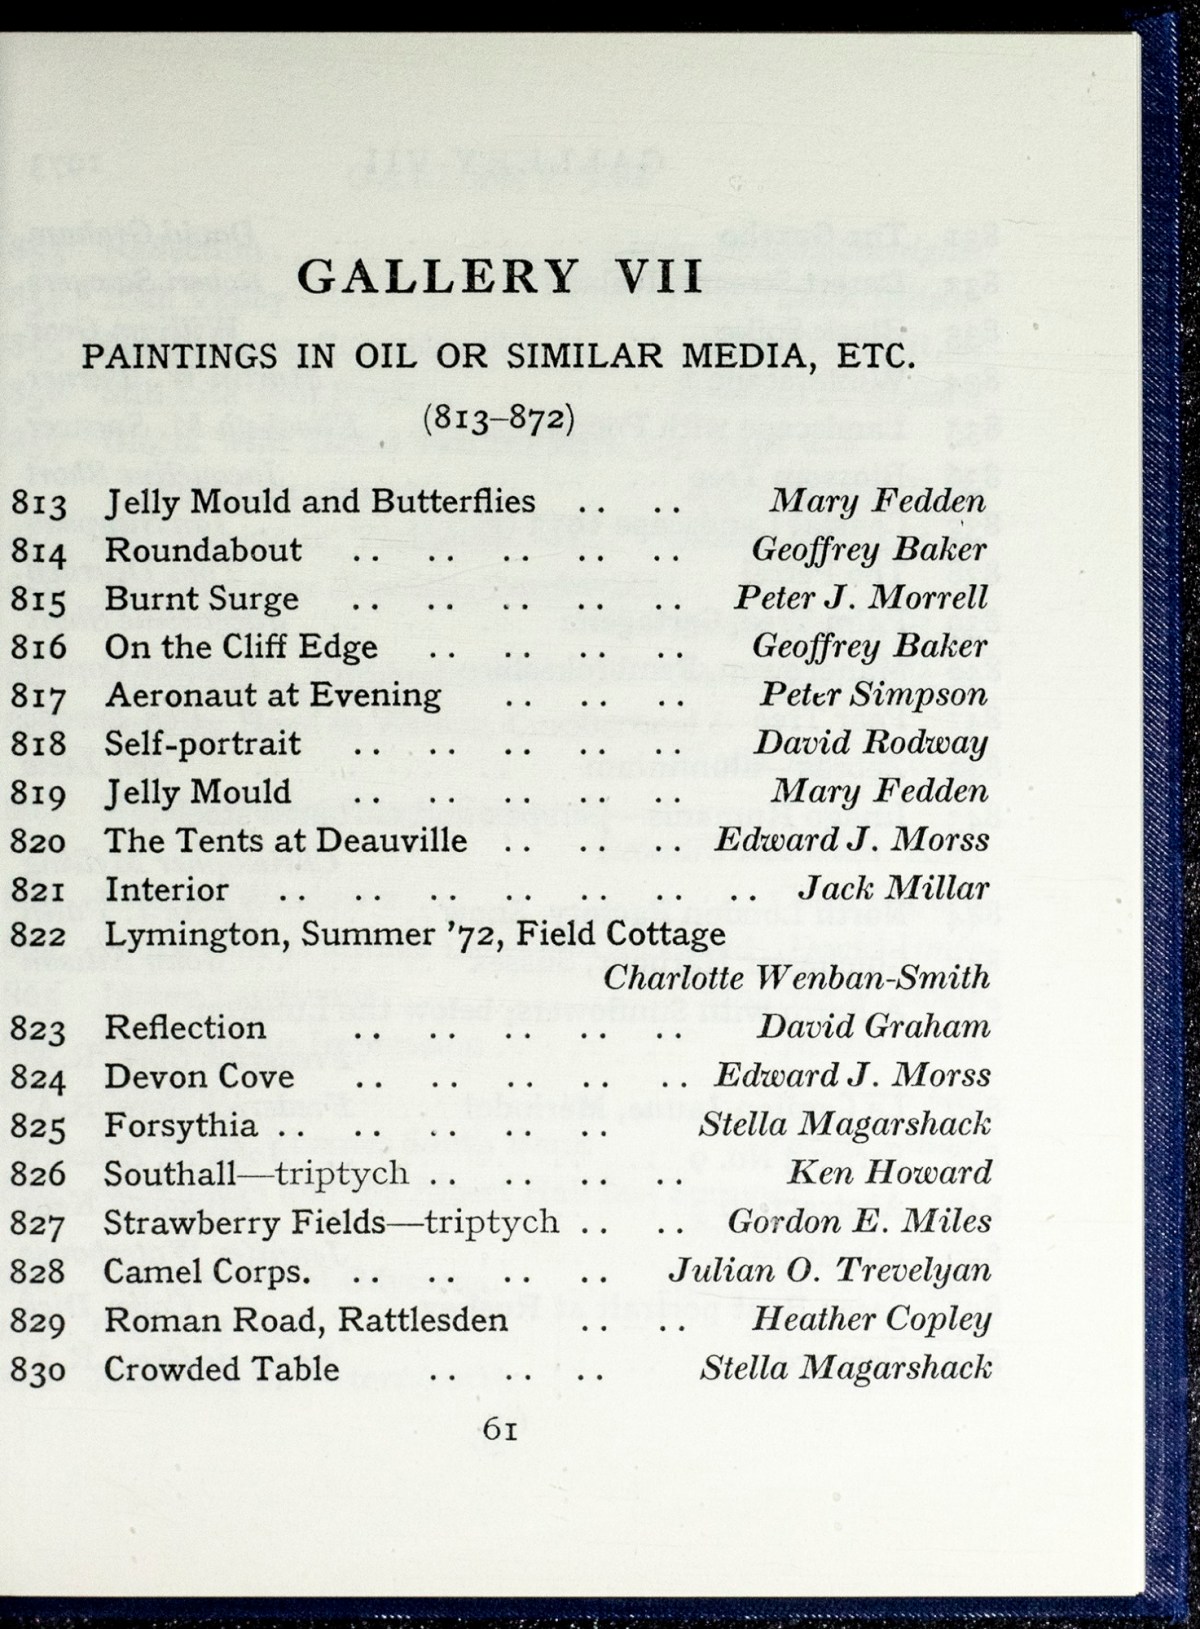 GALLERY VII
PAINTINGS IN OIL OR SIMILAR MEDIA, ETC.
(813–872)
813 Jelly Mould and Butterflies .. .. Mary Fedden
814 Roundabout .. .. .. .. .. Geoffrey Baker
815 Burnt Surge .. .. .. .. .. Peter J. Morrell
816 On the Cliff Edge .. .. .. .. Geoffrey Baker
817 Aeronaut at Evening .. .. .. Peter Simpson
818 Self-portrait .. .. .. .. .. David Rodway
819 Jelly Mould .. .. .. .. .. Mary Fedden
820 The Tents at Deauville .. .. .. Edward J. Morss
821 Interior .. .. .. .. .. .. .. Jack Millar
822 Lymington, Summer ’72, Field Cottage
Charlotte Wenban-Smith
823 Reflection .. .. .. .. .. David Graham
824 Devon Cove .. .. .. .. .. Edward J. Morss
825 Forsythia .. .. .. .. .. Stella Magarshack
826 Southall—triptych .. .. .. .. Ken Howard
827 Strawberry Fields—triptych .. .. Gordon E. Miles
828 Camel Corps. .. .. .. .. Julian O. Trevelyan
829 Roman Road, Rattlesden .. .. Heather Copley
830 Crowded Table .. .. .. Stella Magarshack
61